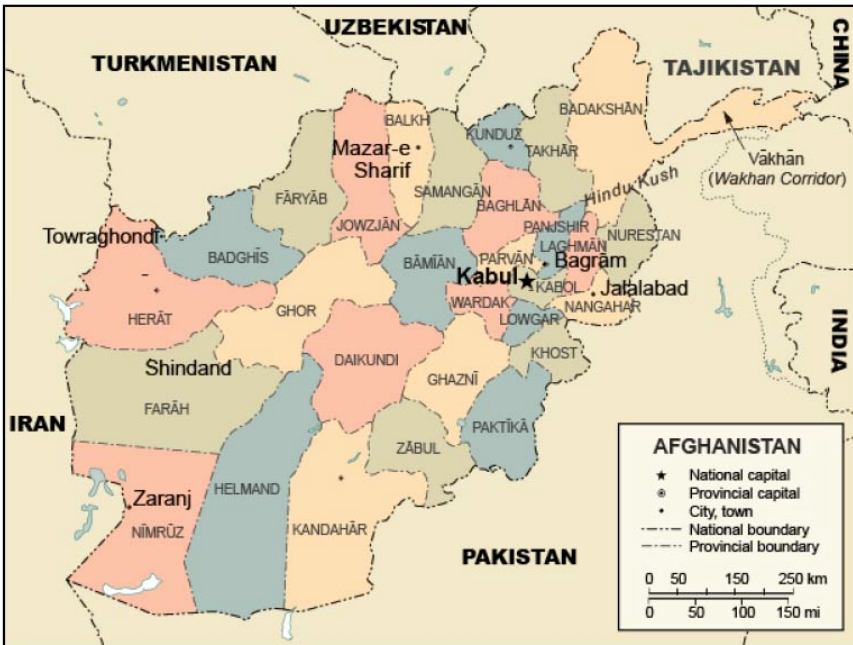 UZBEKISTAN
CHINA
TURKMENISTAN
TAJIKISTAN
BADAKHSHĀN
BALKH
KUNDUZ
TAKHĀR
Mazar-e
Sharif
Vākhān
(Wakhan Corridor)
SAMANGĀN
Hindu Kush
FĀRYĀB
BAGHLĀN
JOWZJĀN
PANJSHIR
NURESTAN
Towraghondi
LAGHMĀN
BADGHĪS
PARVĀN
Bagrām
BĀMĪĀN
Kabul
KABOL
Jalalabad
WARDAK
NANGAHAR
GHOR
HERĀT
LOWGAR
INDIA
KHOST
Shindand
DAIKUNDI
GHAZNĪ
FARĀH
IRAN
PAKTĪKĀ
ZĀBUL
HELMAND
Zaranj
NĪMRŪZ
KANDAHĀR
PAKISTAN
AFGHANISTAN
National capital
Provincial capital
City, town
National boundary
Provincial boundary
0 50 150 250 km
0 50 100 150 mi